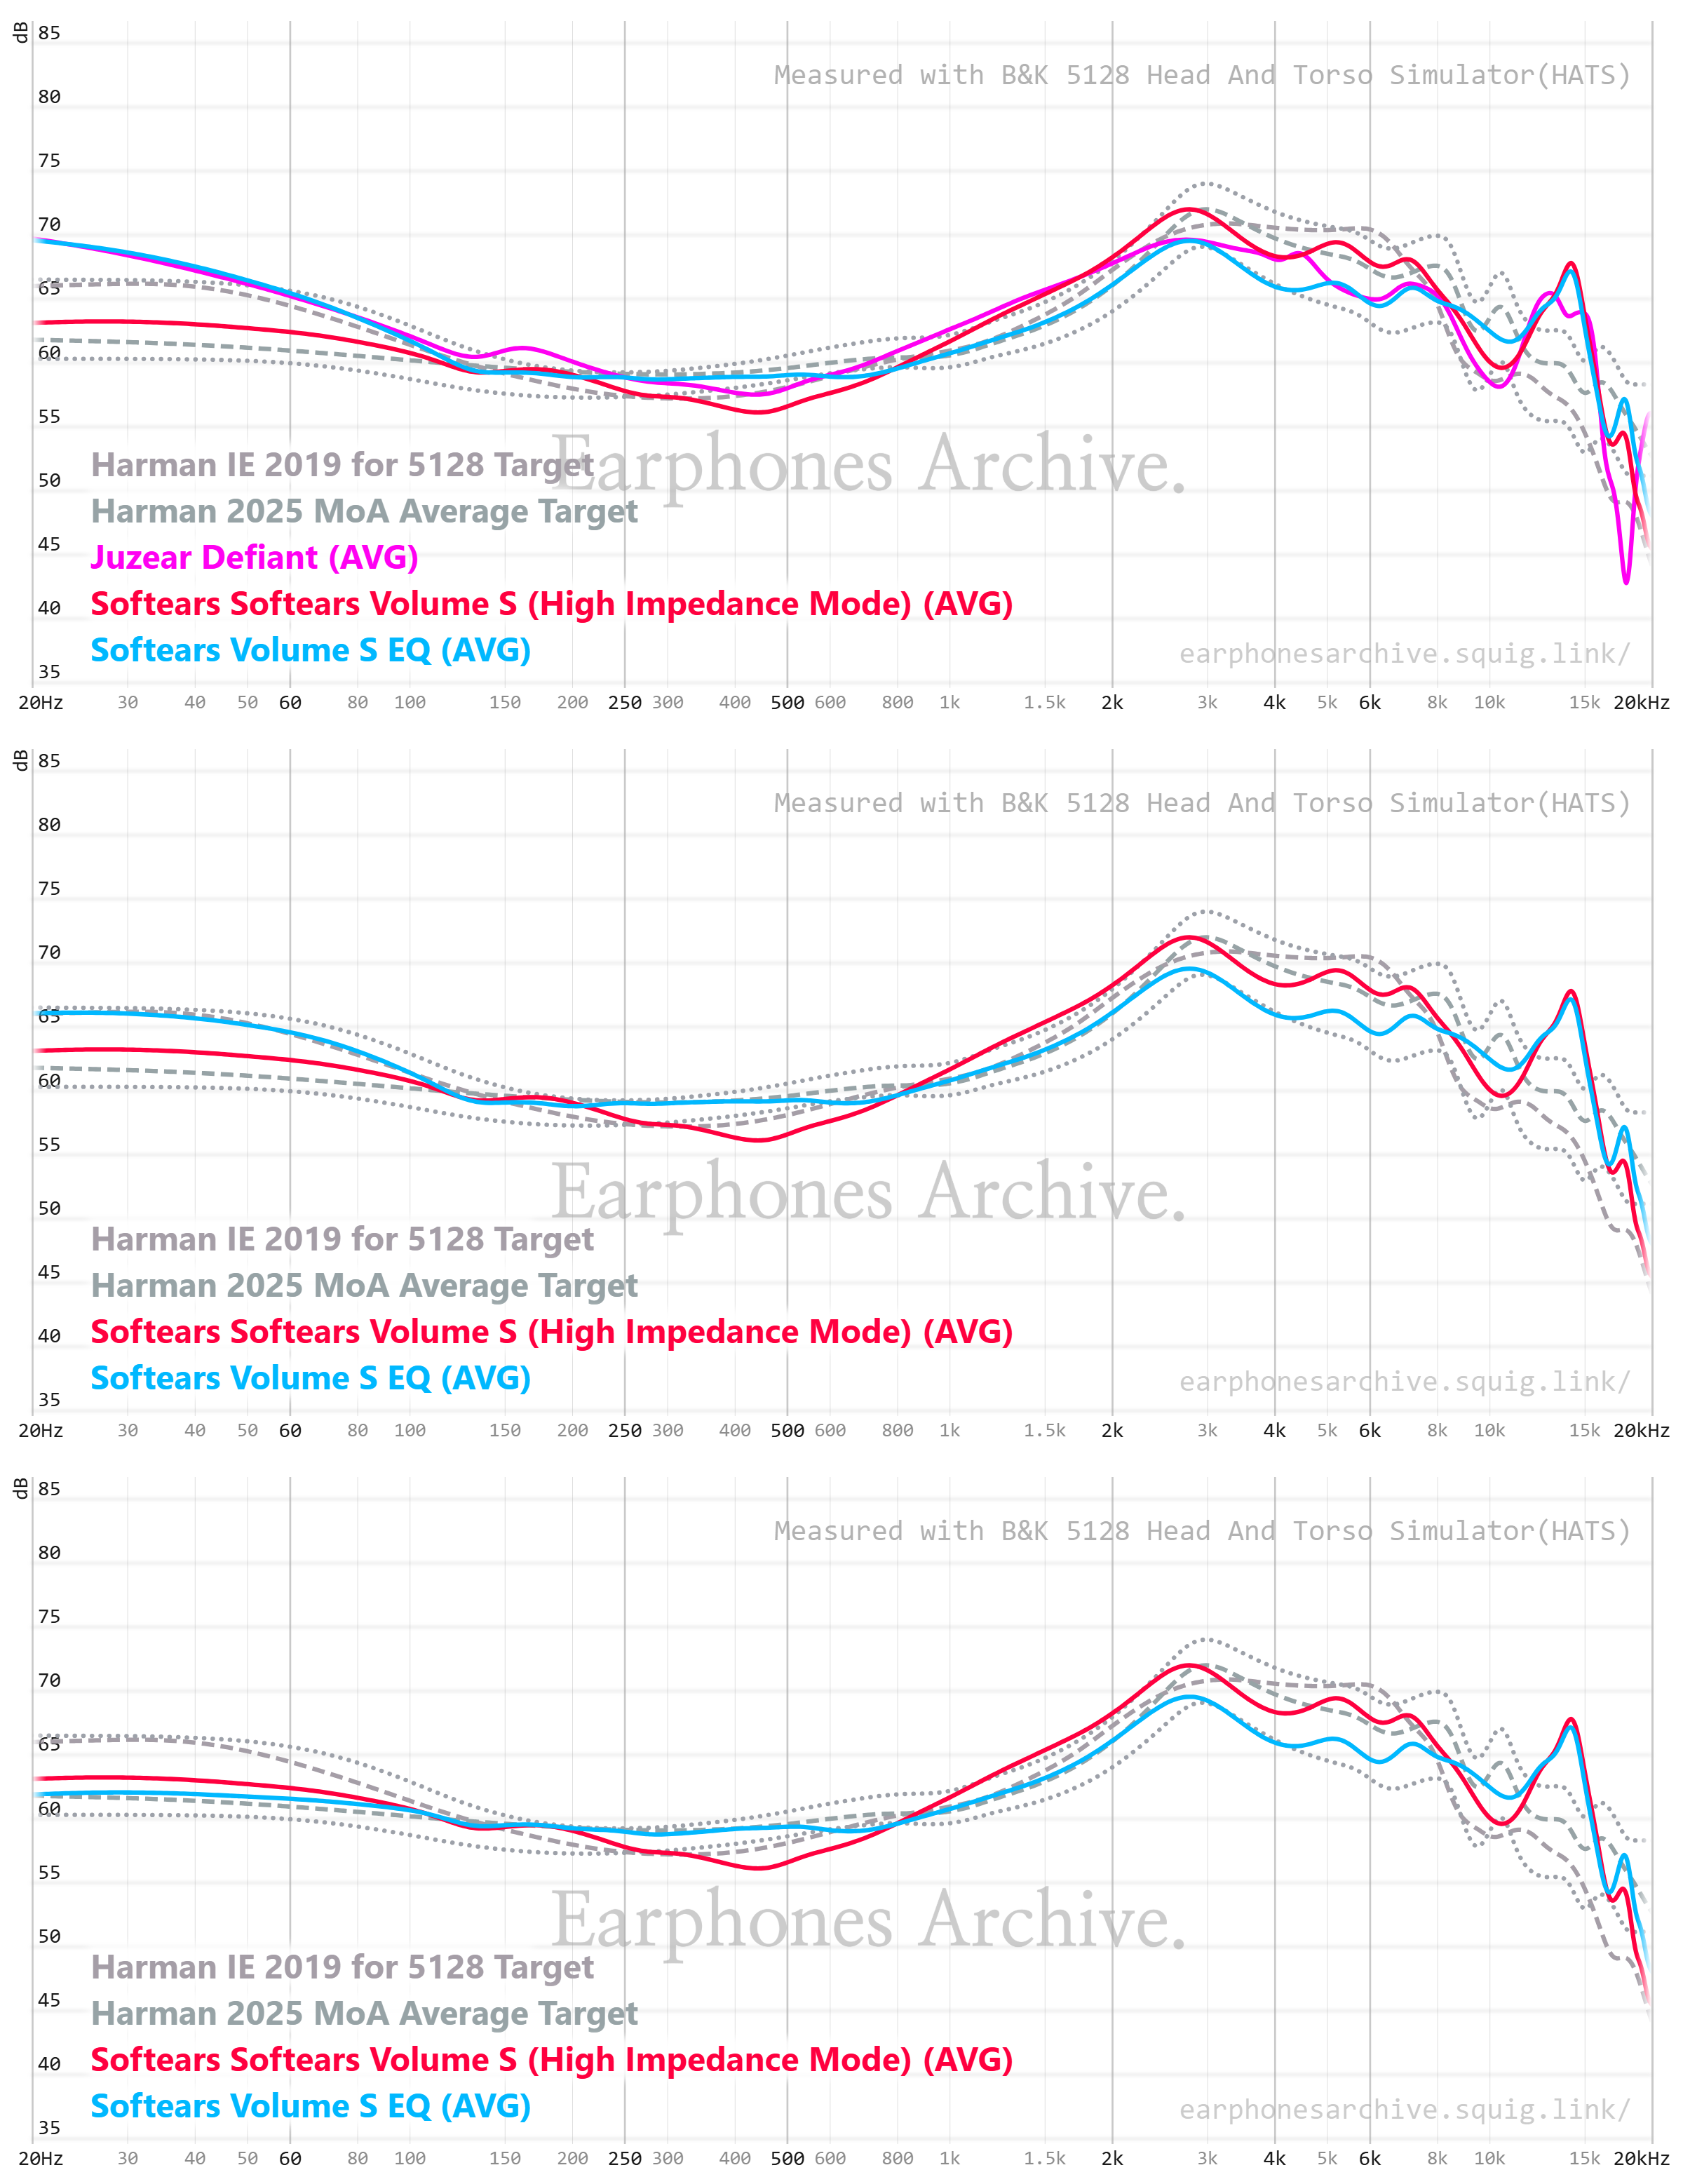 dB
85
Measured with B&K 5128 Head And Torso Simulator(HATS)
80
75
70
65
60
55
Earphones Archive.
Harman IE 2019 for 5128 Target
50
Harman 2025 MoA Average Target
45
Juzear Defiant (AVG)
40
Softears Softears Volume S (High Impedance Mode) (AVG)
Softears Volume S EQ (AVG)
earphonesarchive.squig.link/
35
20Hz 30 40 50 60 80 100 150 200 250 300 400 500 600 800 1k 1.5k 2k 3k 4k 5k 6k 8k 10k 15k 20kHz
dB
85
Measured with B&K 5128 Head And Torso Simulator(HATS)
80
75
70
65
60
55
Earphones Archive.
50
Harman IE 2019 for 5128 Target
45
Harman 2025 MoA Average Target
40
Softears Softears Volume S (High Impedance Mode) (AVG)
Softears Volume S EQ (AVG)
earphonesarchive.squig.link/
35
20Hz 30 40 50 60 80 100 150 200 250 300 400 500 600 800 1k 1.5k 2k 3k 4k 5k 6k 8k 10k 15k 20kHz
dB
85
Measured with B&K 5128 Head And Torso Simulator(HATS)
80
75
70
65
60
55
Earphones Archive.
50
Harman IE 2019 for 5128 Target
45
Harman 2025 MoA Average Target
40
Softears Softears Volume S (High Impedance Mode) (AVG)
Softears Volume S EQ (AVG)
earphonesarchive.squig.link/
35
20Hz 30 40 50 60 80 100 150 200 250 300 400 500 600 800 1k 1.5k 2k 3k 4k 5k 6k 8k 10k 15k 20kHz